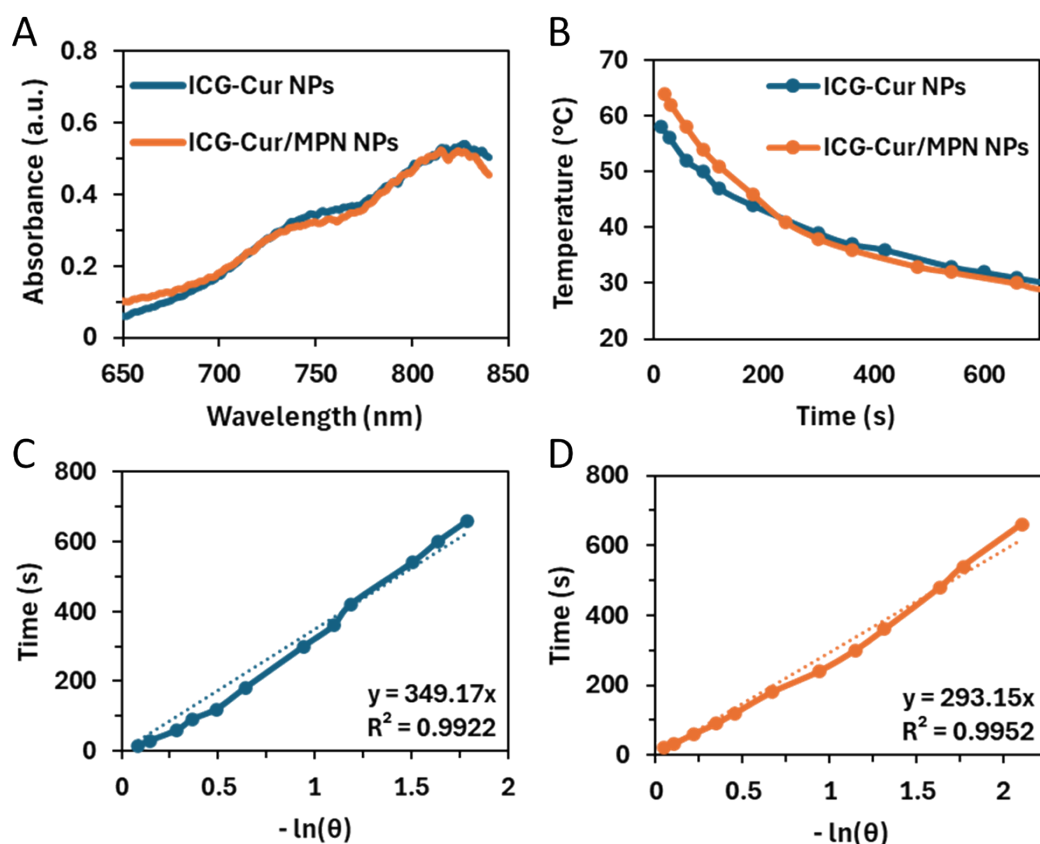 A
0.8
0.6
0.4
0.2
0
Absorbance (a.u.)
ICG-Cur NPs
ICG-Cur/MPN NPs
650
700
750
800
850
Wavelength (nm)
B
70
60
50
40
30
20
Temperature (°C)
ICG-Cur NPs
ICG-Cur/MPN NPs
0
200
400
600
Time (s)
C
800
600
400
200
0
Time (s)
y = 349.17x
R² = 0.9922
0
0.5
1
1.5
2
- ln(θ)
D
800
600
400
200
0
Time (s)
y = 293.15x
R² = 0.9952
0
0.5
1
1.5
2
- ln(θ)